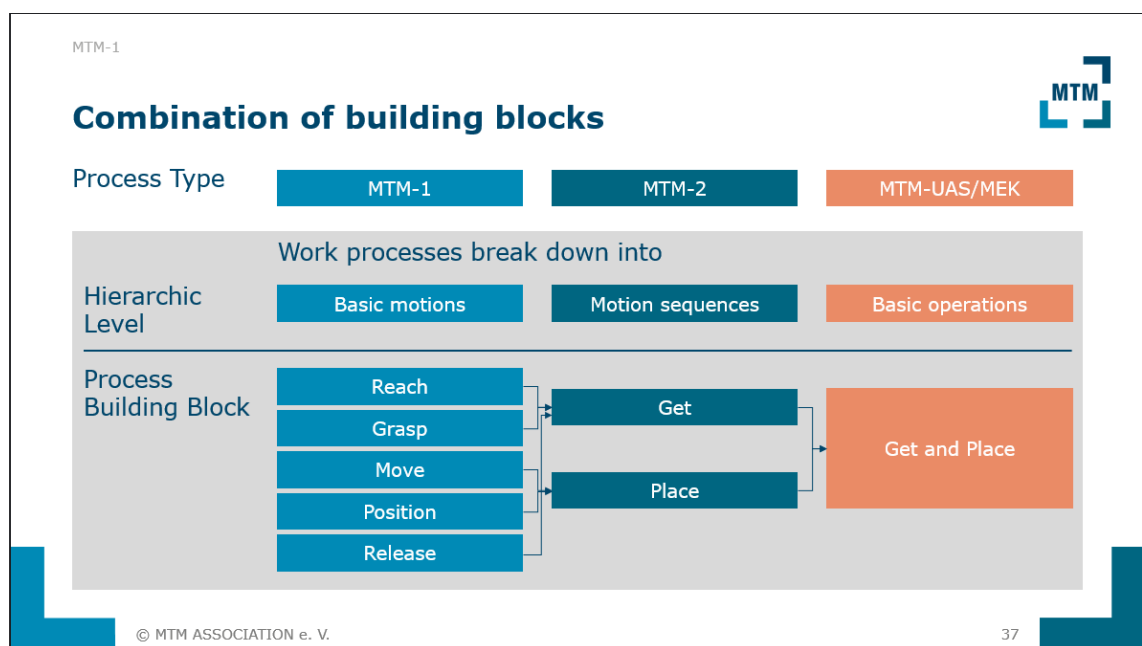 MTM-1
MTM
Combination of building blocks
Process Type
MTM-1
MTM-2
MTM-UAS/MEK
Work processes break down into
Hierarchic
Level
Basic motions
Motion sequences
Basic operations
Process
Building Block
Reach
Grasp
Move
Position
Release
Get
Place
Get and Place
© MTM ASSOCIATION e. V.
37